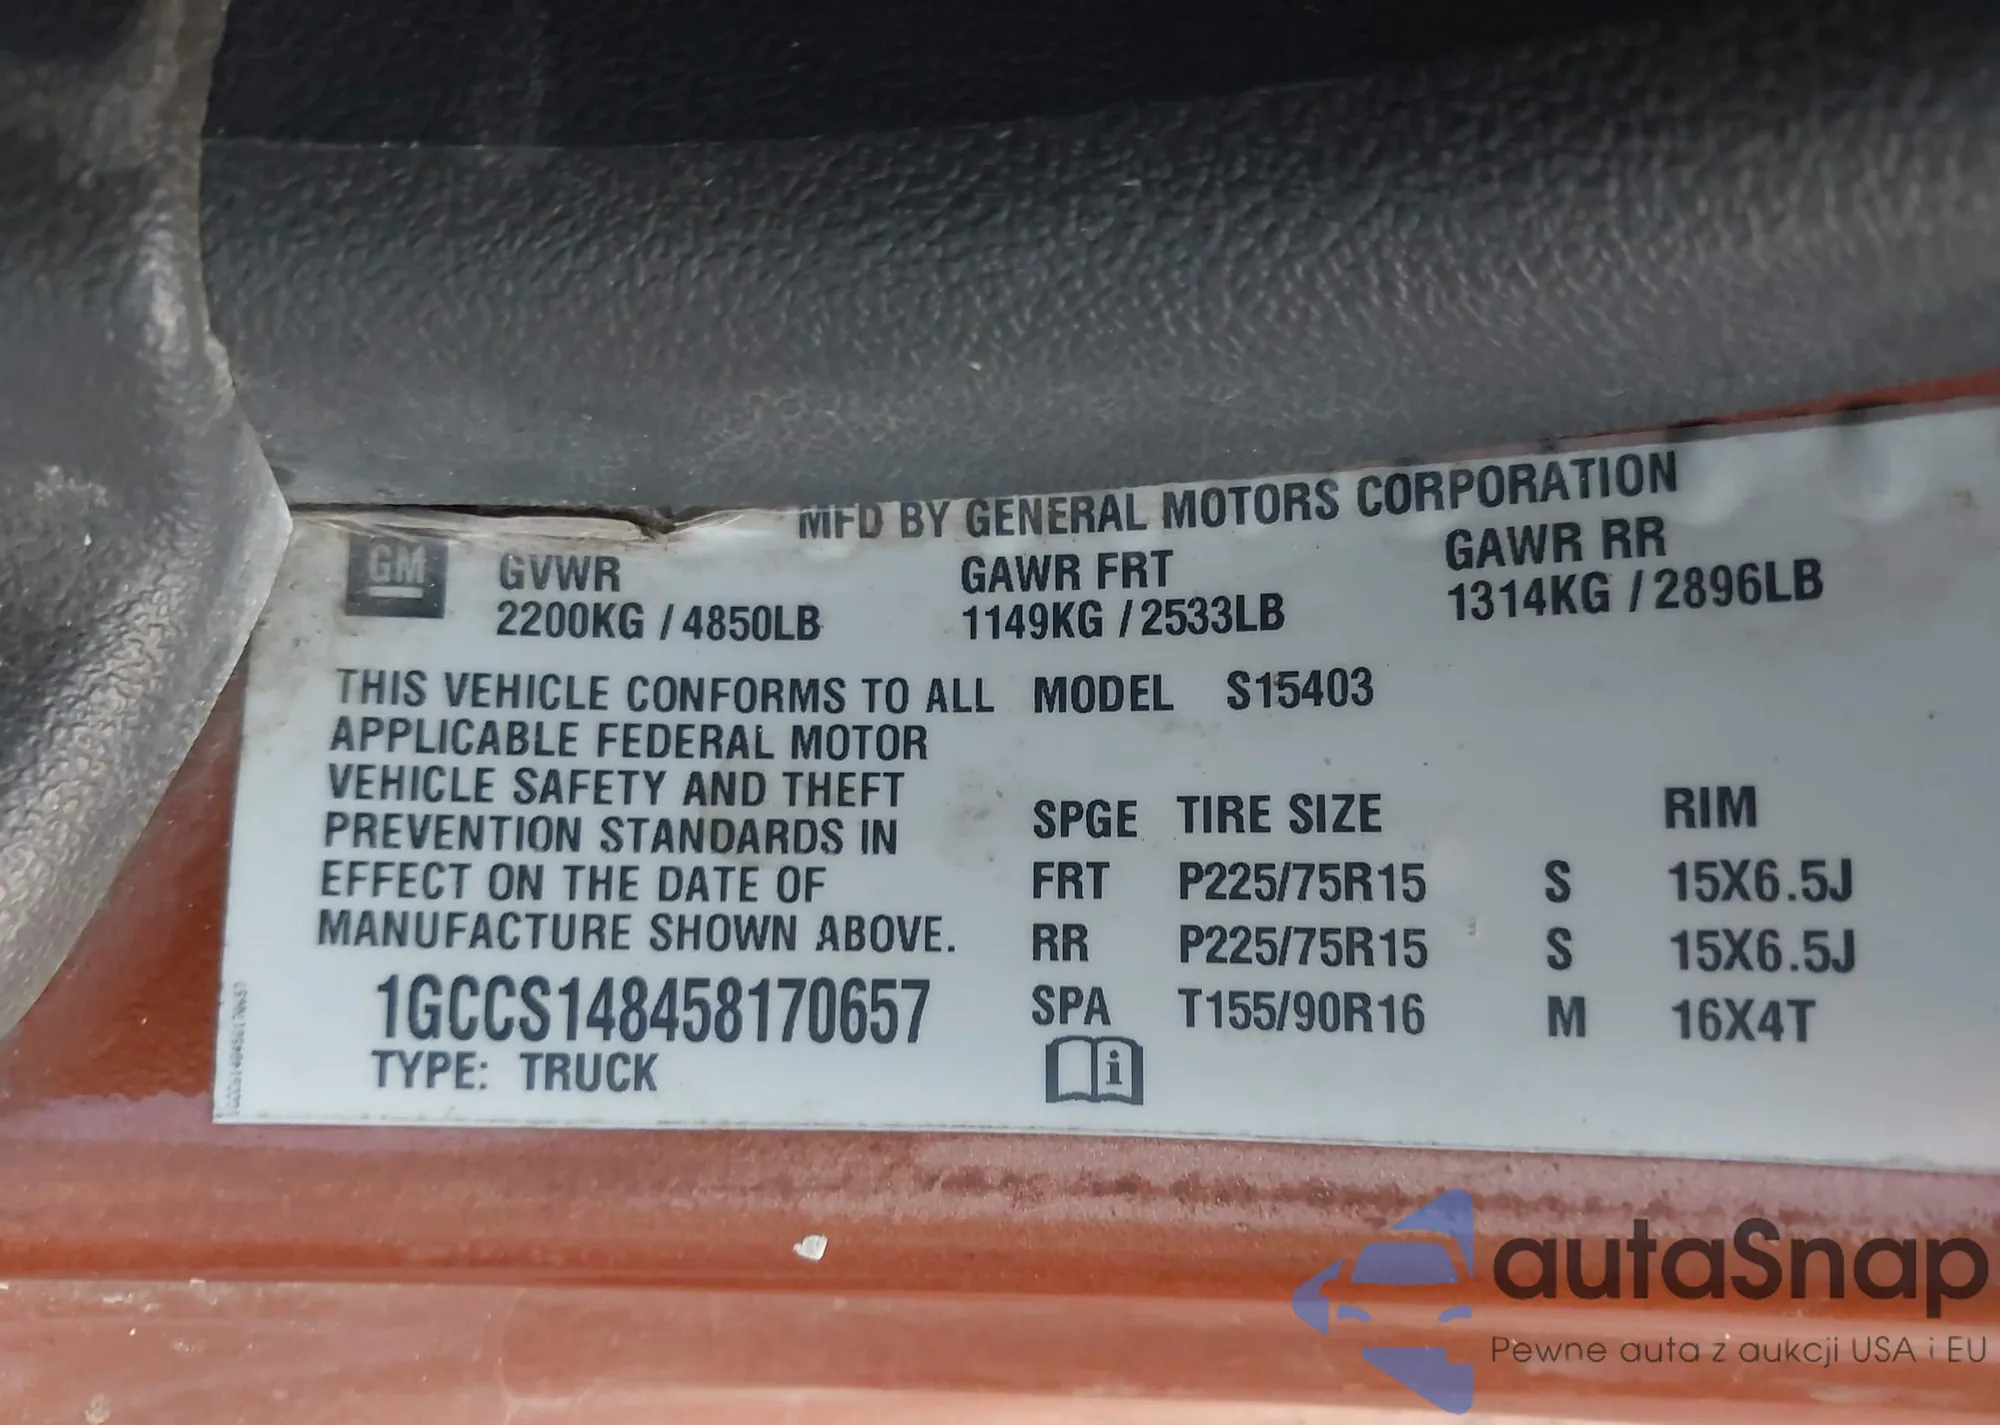 MFD BY GENERAL MOTORS CORPORATION
GM
GVWR GAWR FRT GAWR RR
2200KG / 4850LB 1149KG / 2533LB 1314KG / 2896LB
THIS VEHICLE CONFORMS TO ALL
APPLICABLE FEDERAL MOTOR
VEHICLE SAFETY AND THEFT
PREVENTION STANDARDS IN
EFFECT ON THE DATE OF
MANUFACTURE SHOWN ABOVE.
1GCCS148458170657
TYPE: TRUCK
MODEL S15403
SPGE TIRE SIZE RIM
FRT P225/75R15 S 15X6.5J
RR P225/75R15 S 15X6.5J
SPA T155/90R16 M 16X4T
i
1GCCS148458170657
autaSnap
Pewne auta z aukcji USA i EU